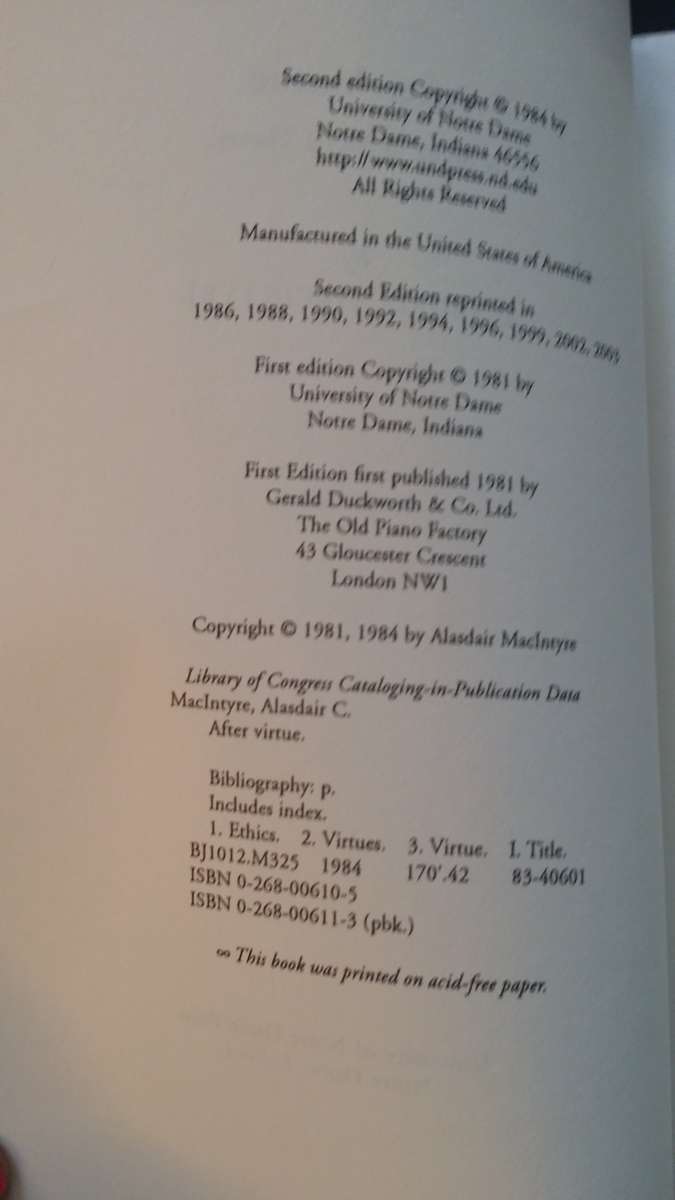 Second edition Copyright © 1984 by
University of Notre Dame
Notre Dame, Indiana 46556
http://www.undpress.nd.edu
All Rights Reserved
Manufactured in the United States of America
Second Edition reprinted in
1986, 1988, 1990, 1992, 1994, 1996, 1999, 2002, 2003
First edition Copyright © 1981 by
University of Notre Dame
Notre Dame, Indiana
First Edition first published 1981 by
Gerald Duckworth & Co. Ltd.
The Old Piano Factory
43 Gloucester Crescent
London NW1
Copyright © 1981, 1984 by Alasdair MacIntyre
Library of Congress Cataloging-in-Publication Data
MacIntyre, Alasdair C.
After virtue.
Bibliography: p.
Includes index.
1. Ethics. 2. Virtues. 3. Virtue. I. Title.
BJ1012.M325 1984 170'.42 83-40601
ISBN 0-268-00610-5
ISBN 0-268-00611-3 (pbk.)
∞ This book was printed on acid-free paper.